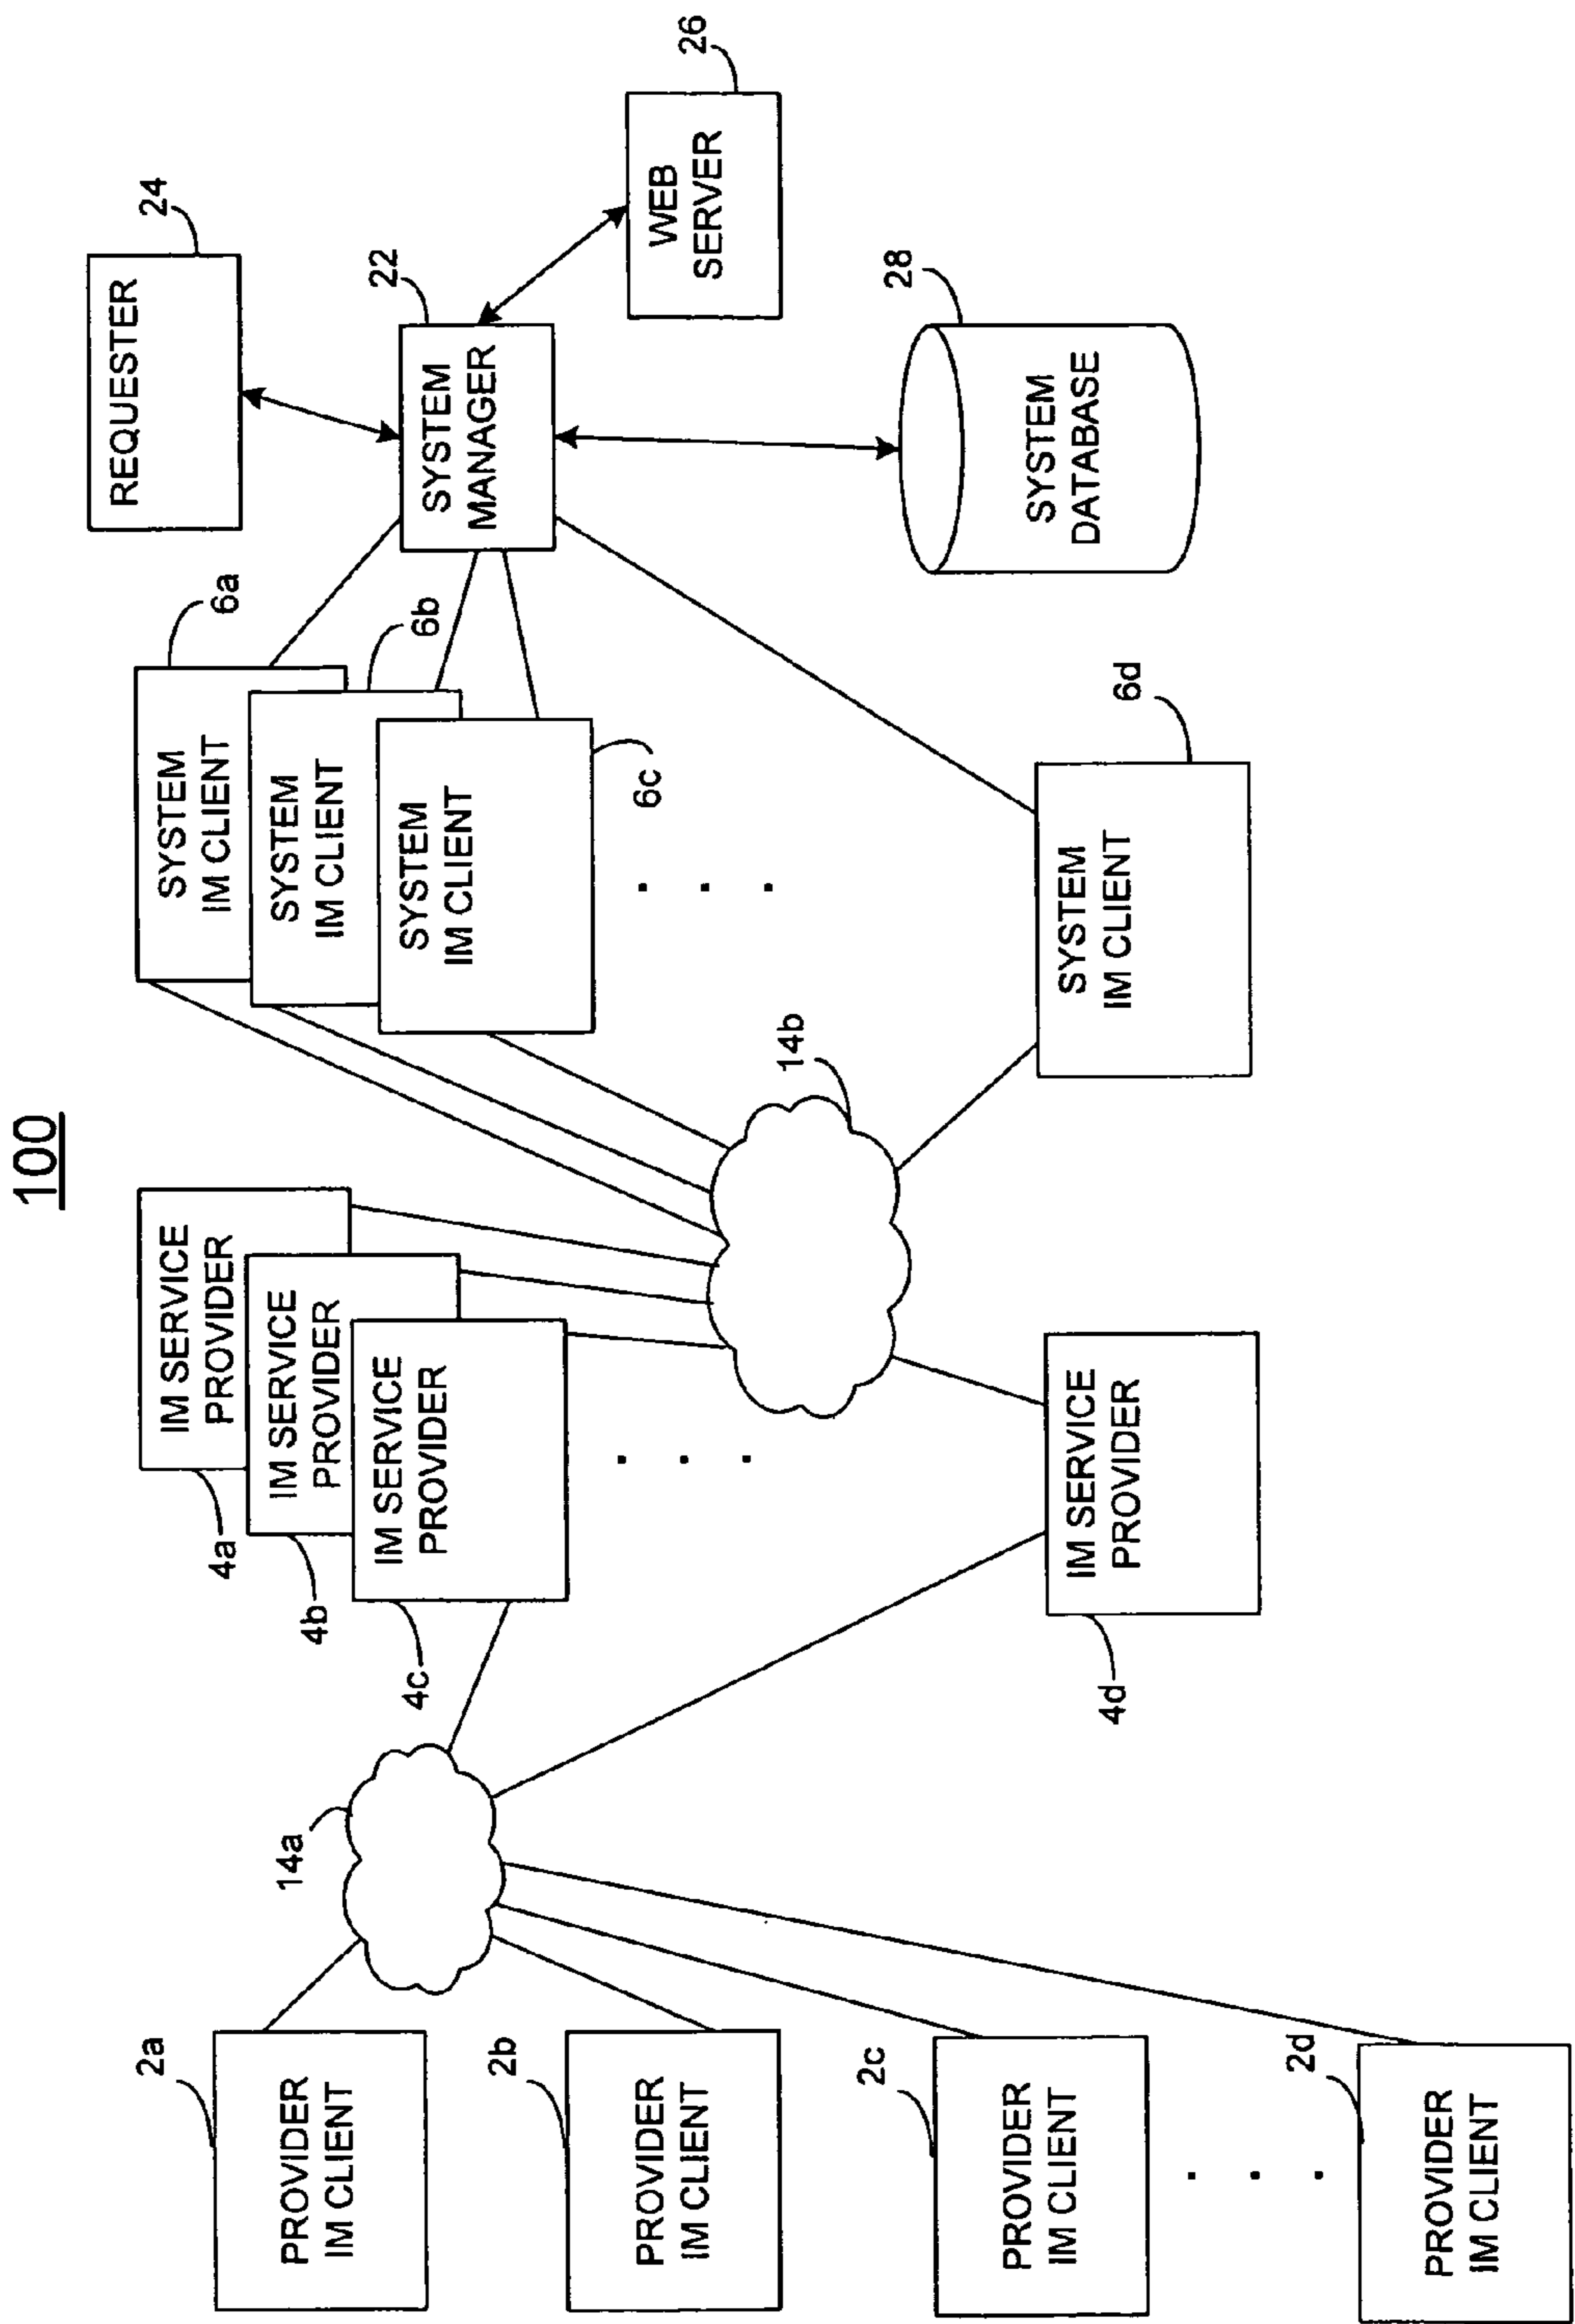 100
2a
PROVIDER
IM CLIENT
2b
PROVIDER
IM CLIENT
2c
PROVIDER
IM CLIENT
. . .
2d
PROVIDER
IM CLIENT
14a
IM SERVICE
PROVIDER
4a
IM SERVICE
PROVIDER
4b
IM SERVICE
PROVIDER
4c
. . .
IM SERVICE
PROVIDER
4d
14b
SYSTEM
IM CLIENT
6a
SYSTEM
IM CLIENT
6b
SYSTEM
IM CLIENT
6c
. . .
SYSTEM
IM CLIENT
6d
REQUESTER
24
SYSTEM
MANAGER
22
WEB
SERVER
26
SYSTEM
DATABASE
28